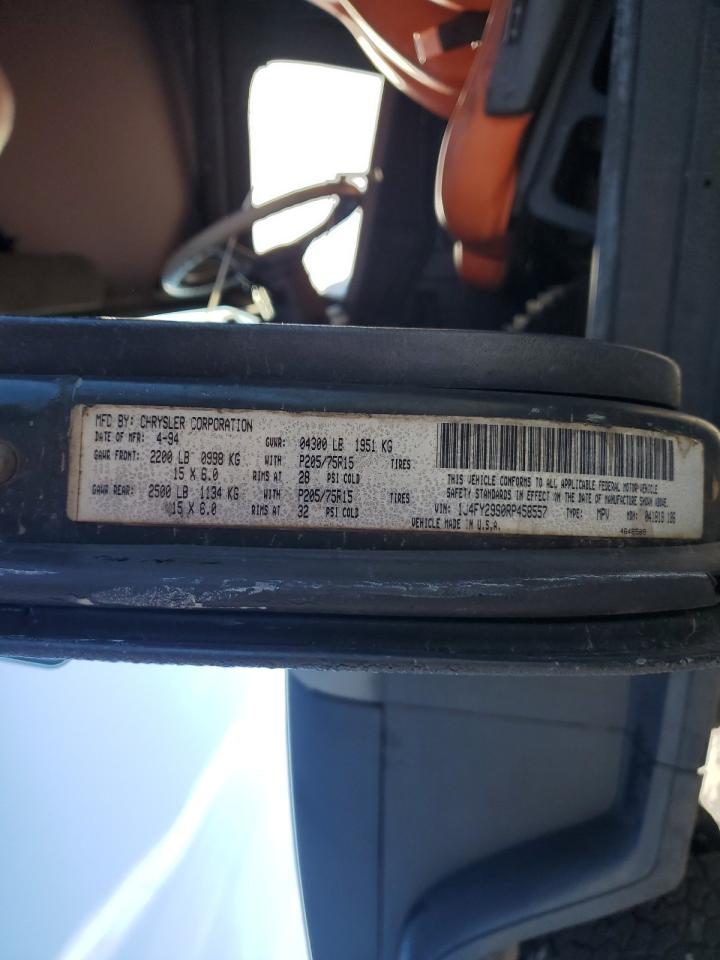 MFD BY: CHRYSLER CORPORATION
DATE OF MFR: 4-94 GVWR: 04300 LB 1951 KG
GAWR FRONT: 2200 LB 0998 KG WITH P205/75R15 TIRES
15 X 6.0 RIMS AT 28 PSI COLD
GAWR REAR: 2500 LB 1134 KG WITH P205/75R15 TIRES
15 X 6.0 RIMS AT 32 PSI COLD
THIS VEHICLE CONFORMS TO ALL APPLICABLE FEDERAL MOTOR VEHICLE
SAFETY STANDARDS IN EFFECT ON THE DATE OF MANUFACTURE SHOWN ABOVE.
VIN: 1J4FY29S0RP458557 TYPE: MPV MDH: 041819 186
VEHICLE MADE IN U.S.A.